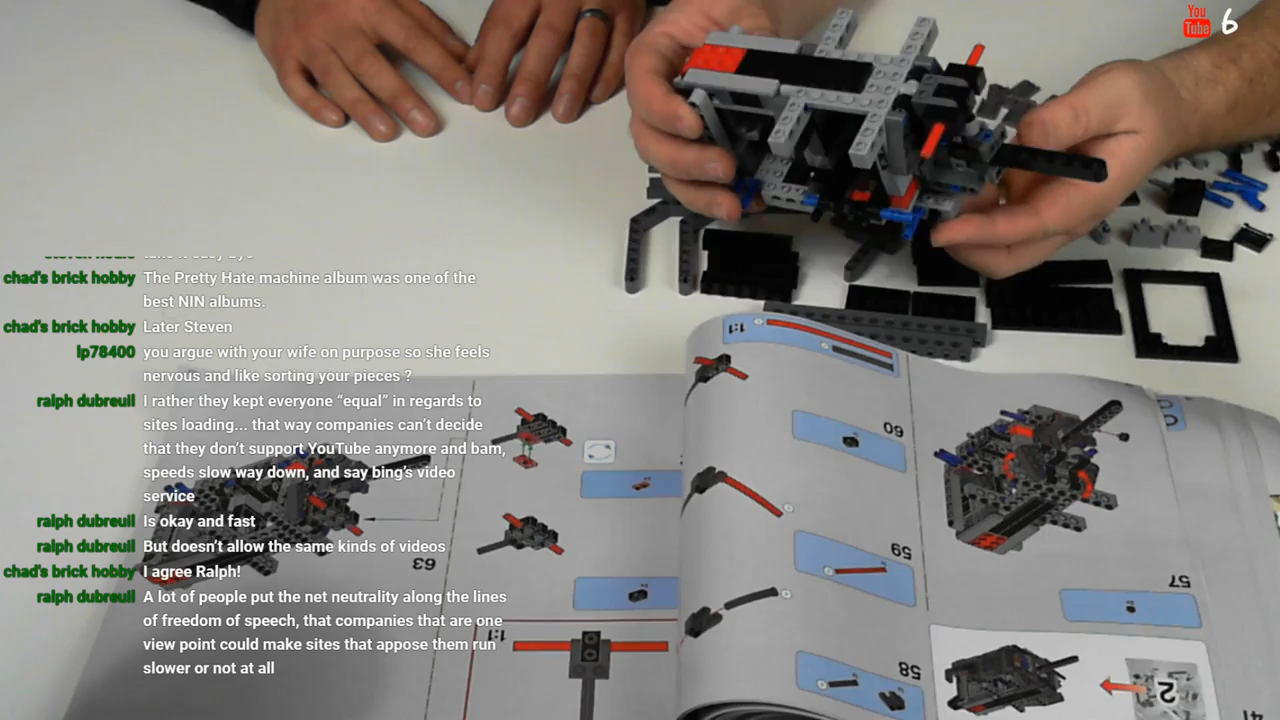 You
Tube 6
chad's brick hobby The Pretty Hate machine album was one of the
best NIN albums.
chad's brick hobby Later Steven
lp78400 you argue with your wife on purpose so she feels
nervous and like sorting your pieces ?
ralph dubreuil I rather they kept everyone “equal” in regards to
sites loading... that way companies can’t decide
that they don’t support YouTube anymore and bam,
speeds slow way down, and say bing’s video
service
ralph dubreuil Is okay and fast
ralph dubreuil But doesn’t allow the same kinds of videos
chad's brick hobby I agree Ralph!
ralph dubreuil A lot of people put the net neutrality along the lines
of freedom of speech, that companies that are one
view point could make sites that appose them run
slower or not at all
1:1
60
59
58
57
63
1:1
2
41